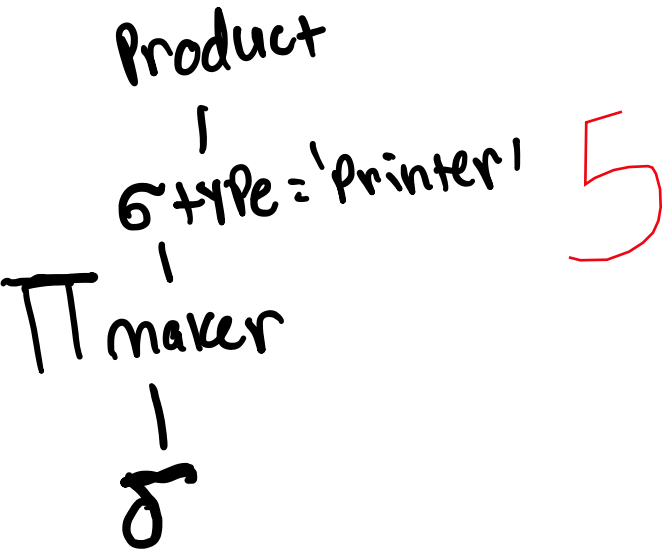 Product
σ type = 'Printer'
5
Π maker
δ